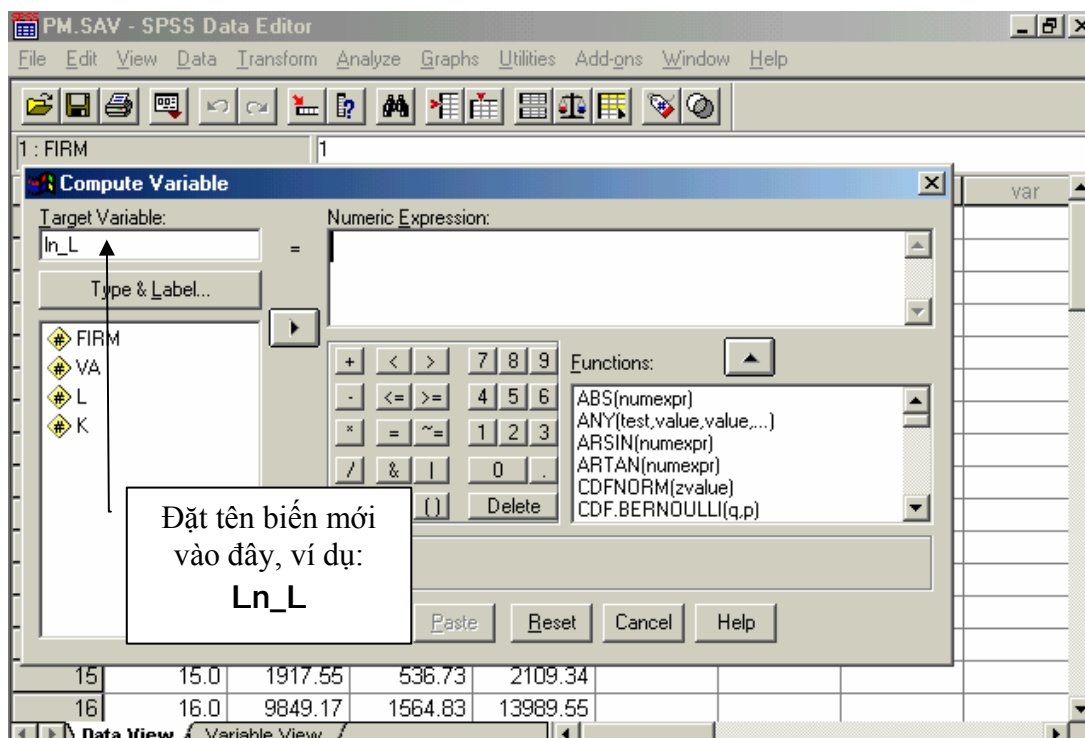 PM.SAV - SPSS Data Editor
File Edit View Data Transform Analyze Graphs Utilities Add-ons Window Help
1 : FIRM 1
Compute Variable
var
Target Variable: Numeric Expression:
ln_L =
Type & Label...
FIRM
VA
L
K
+ < > 7 8 9
- <= >= 4 5 6
* = ~= 1 2 3
/ & | 0 .
() Delete
Functions:
ABS(numexpr)
ANY(test,value,value,...)
ARSIN(numexpr)
ARTAN(numexpr)
CDFNORM(zvalue)
CDF.BERNOULLI(q,p)
Đặt tên biến mới
vào đây, ví dụ:
Ln_L
Paste Reset Cancel Help
15 15.0 1917.55 536.73 2109.34
16 16.0 9849.17 1564.83 13989.55
Data View Variable View